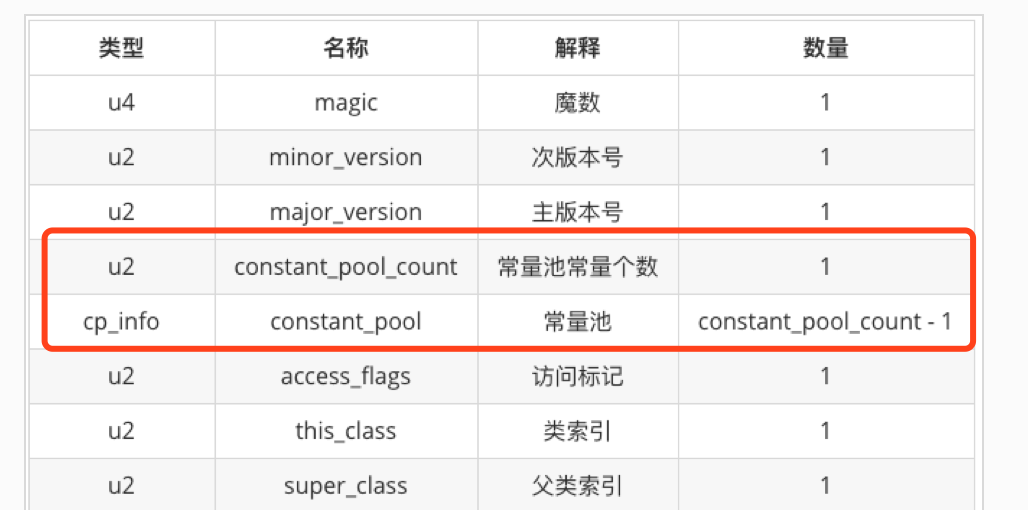 类型 名称 解释 数量
u4 magic 魔数 1
u2 minor_version 次版本号 1
u2 major_version 主版本号 1
u2 constant_pool_count 常量池常量个数 1
cp_info constant_pool 常量池 constant_pool_count - 1
u2 access_flags 访问标记 1
u2 this_class 类索引 1
u2 super_class 父类索引 1